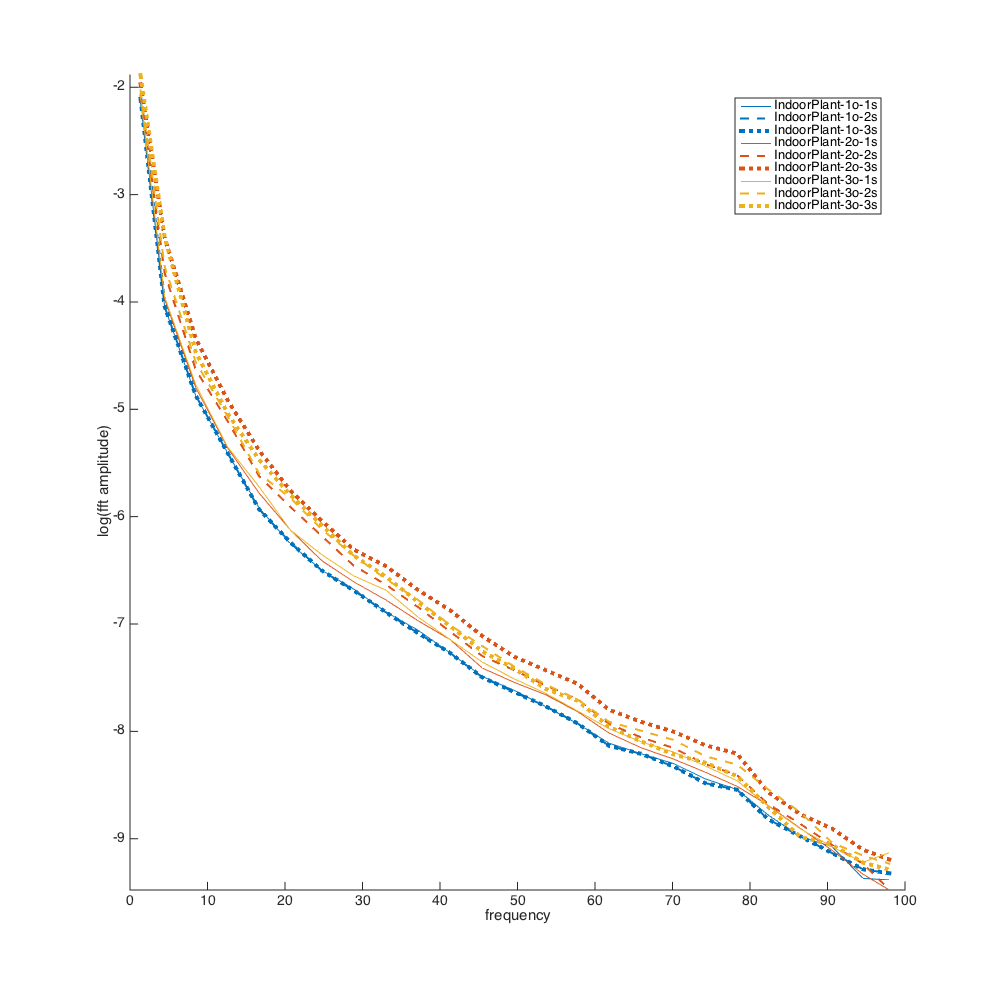 -2
-3
-4
-5
-6
-7
-8
-9
log(fft amplitude)
IndoorPlant-1o-1s
IndoorPlant-1o-2s
IndoorPlant-1o-3s
IndoorPlant-2o-1s
IndoorPlant-2o-2s
IndoorPlant-2o-3s
IndoorPlant-3o-1s
IndoorPlant-3o-2s
IndoorPlant-3o-3s
0 10 20 30 40 50 60 70 80 90 100
frequency